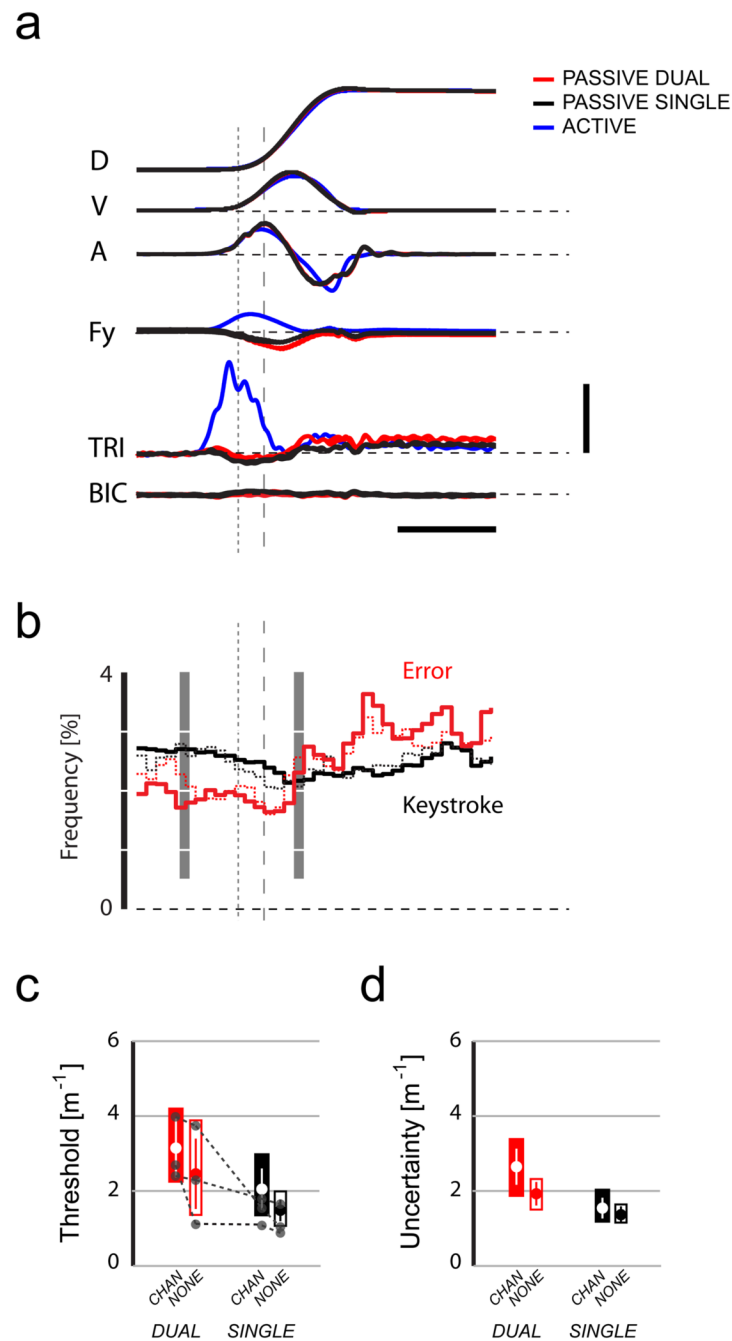 a
PASSIVE DUAL
PASSIVE SINGLE
ACTIVE
D
V
A
Fy
TRI
BIC
b
4
Error
Frequency [%]
Keystroke
0
c
d
6
4
2
0
Threshold [m-1]
CHAN NONE CHAN NONE
DUAL SINGLE
6
4
2
0
Uncertainty [m-1]
CHAN NONE CHAN NONE
DUAL SINGLE